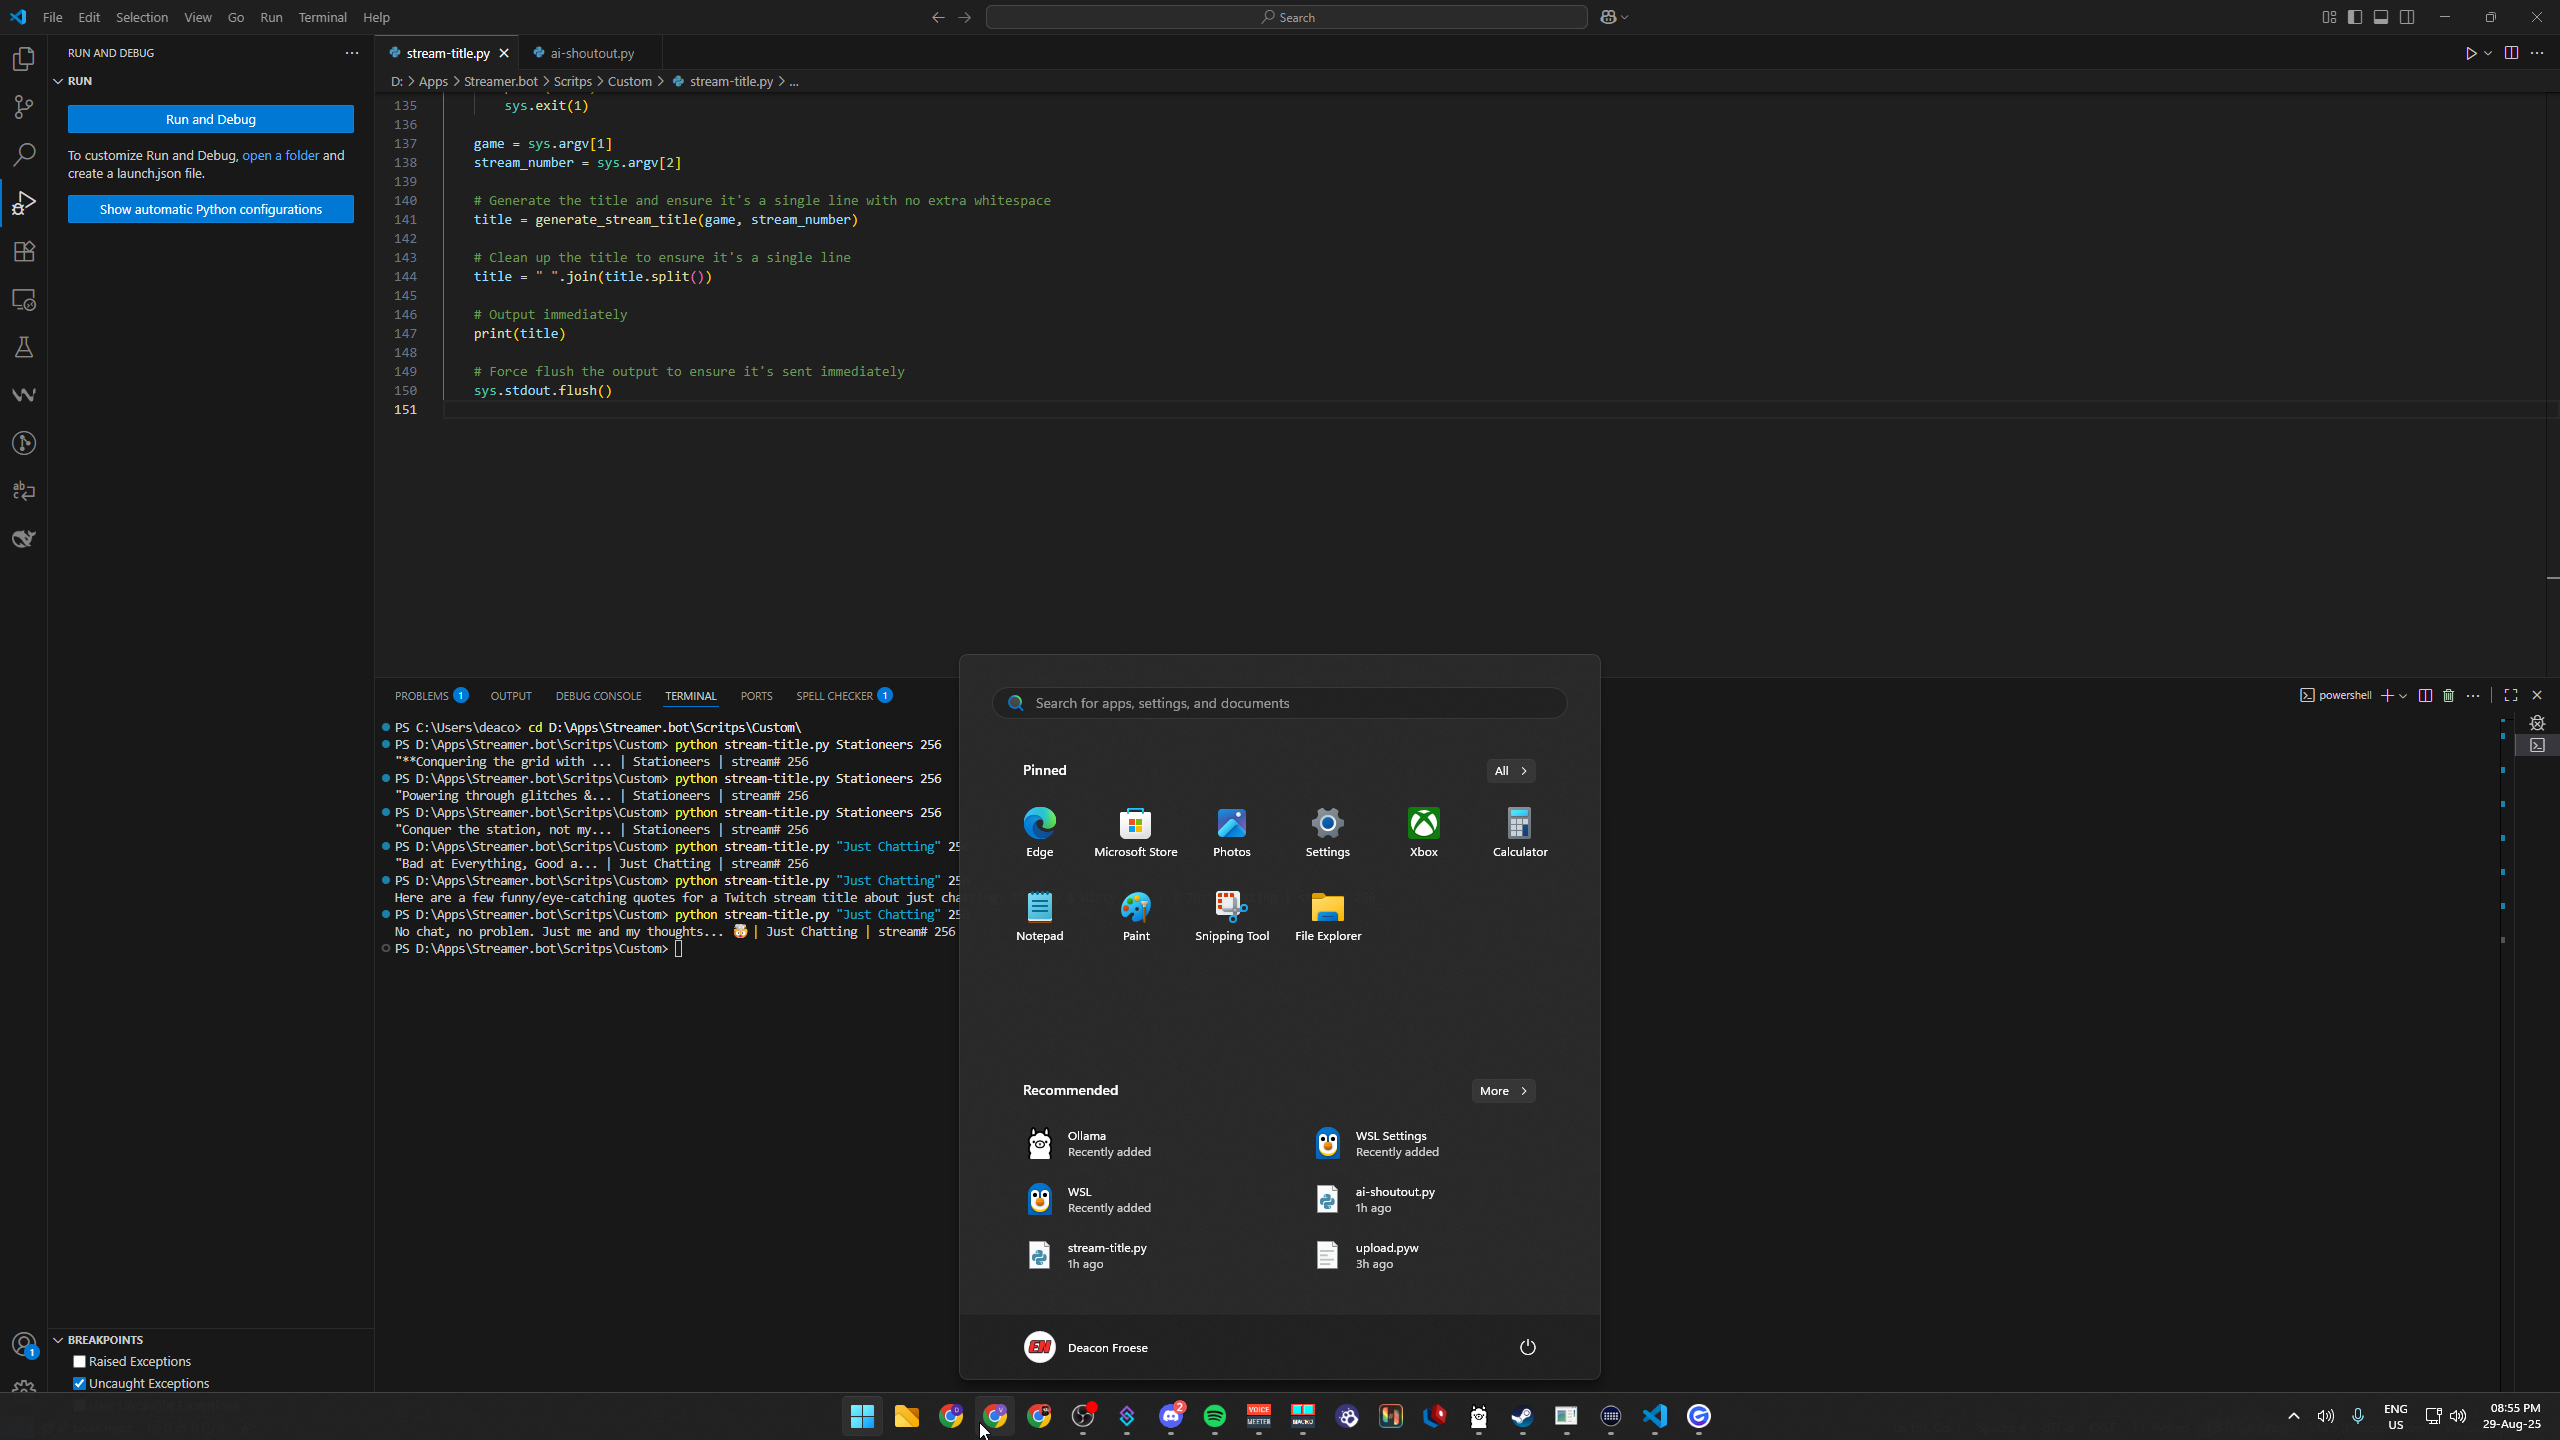 File Edit Selection View Go Run Terminal Help
Search
RUN AND DEBUG
RUN
Run and Debug
To customize Run and Debug, open a folder and
create a launch.json file.
Show automatic Python configurations
stream-title.py
ai-shoutout.py
D: > Apps > Streamer.bot > Scritps > Custom > stream-title.py > ...
135 sys.exit(1)
136
137 game = sys.argv[1]
138 stream_number = sys.argv[2]
139
140 # Generate the title and ensure it's a single line with no extra whitespace
141 title = generate_stream_title(game, stream_number)
142
143 # Clean up the title to ensure it's a single line
144 title = " ".join(title.split())
145
146 # Output immediately
147 print(title)
148
149 # Force flush the output to ensure it's sent immediately
150 sys.stdout.flush()
151
PROBLEMS 1 OUTPUT DEBUG CONSOLE TERMINAL PORTS SPELL CHECKER 1
powershell
PS C:\Users\deaco> cd D:\Apps\Streamer.bot\Scritps\Custom\
PS D:\Apps\Streamer.bot\Scritps\Custom> python stream-title.py Stationeers 256
"**Conquering the grid with ... | Stationeers | stream# 256
PS D:\Apps\Streamer.bot\Scritps\Custom> python stream-title.py Stationeers 256
"Powering through glitches &... | Stationeers | stream# 256
PS D:\Apps\Streamer.bot\Scritps\Custom> python stream-title.py Stationeers 256
"Conquer the station, not my... | Stationeers | stream# 256
PS D:\Apps\Streamer.bot\Scritps\Custom> python stream-title.py "Just Chatting" 25
"Bad at Everything, Good a... | Just Chatting | stream# 256
PS D:\Apps\Streamer.bot\Scritps\Custom> python stream-title.py "Just Chatting" 25
Here are a few funny/eye-catching quotes for a Twitch stream title about just cha
PS D:\Apps\Streamer.bot\Scritps\Custom> python stream-title.py "Just Chatting" 25
No chat, no problem. Just me and my thoughts... 🤯 | Just Chatting | stream# 256
PS D:\Apps\Streamer.bot\Scritps\Custom>
Search for apps, settings, and documents
Pinned
All
Edge
Microsoft Store
Photos
Settings
Xbox
Calculator
Notepad
Paint
Snipping Tool
File Explorer
Recommended
More
Ollama
Recently added
WSL Settings
Recently added
WSL
Recently added
ai-shoutout.py
1h ago
stream-title.py
1h ago
upload.pyw
3h ago
EN
Deacon Froese
BREAKPOINTS
Raised Exceptions
Uncaught Exceptions
1
2
VOICE
MEETER
MACRO
ENG
US
08:55 PM
29-Aug-25